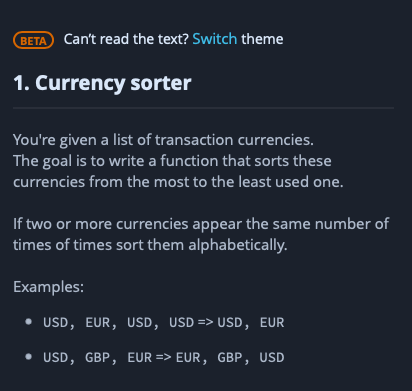 BETA Can’t read the text? Switch theme
1. Currency sorter
You're given a list of transaction currencies.
The goal is to write a function that sorts these
currencies from the most to the least used one.
If two or more currencies appear the same number of
times of times sort them alphabetically.
Examples:
• USD, EUR, USD, USD => USD, EUR
• USD, GBP, EUR => EUR, GBP, USD